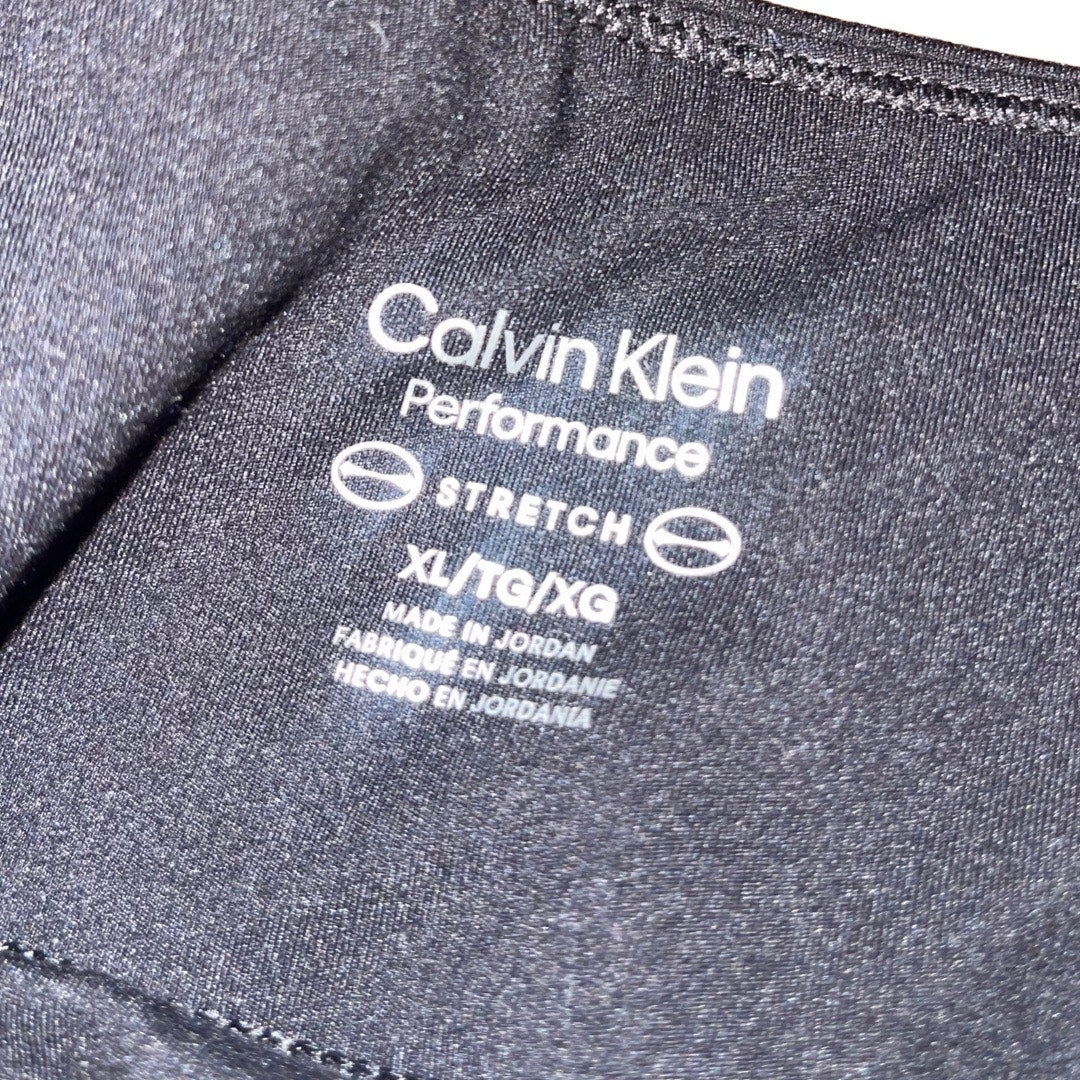 Calvin Klein
Performance
STRETCH
XL/TG/XG
MADE IN JORDAN
FABRIQUÉ EN JORDANIE
HECHO EN JORDANIA